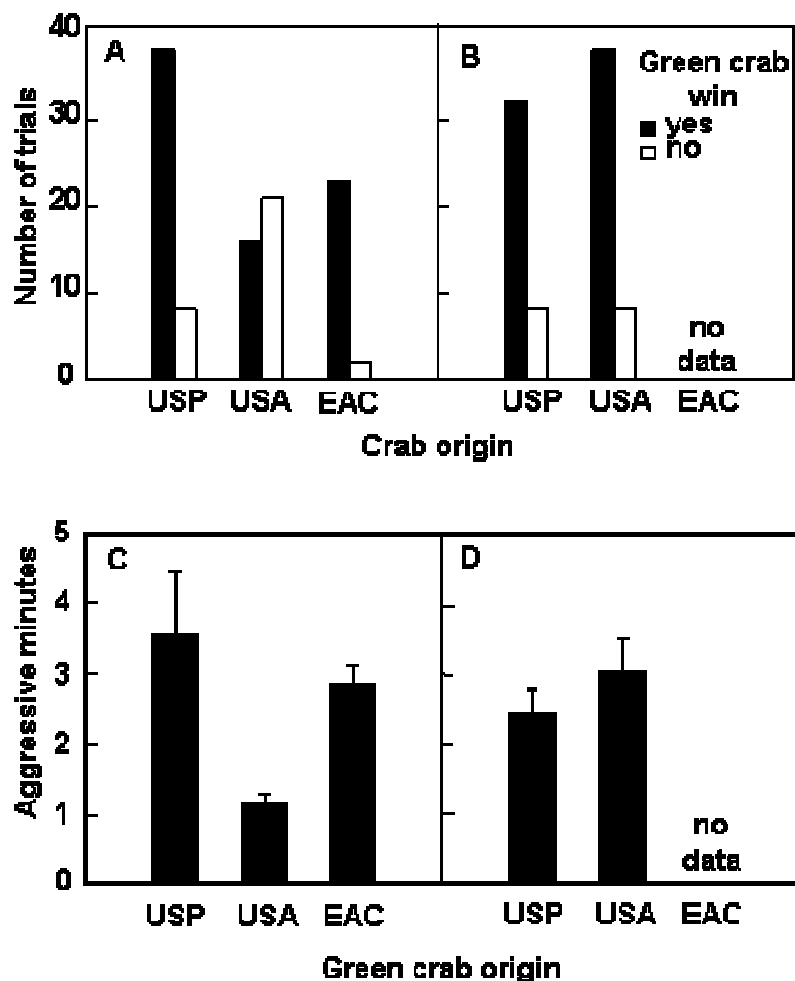 Number of trials
40
30
20
10
0
A
B
Green crab
win
yes
no
no
data
USP USA EAC
USP USA EAC
Crab origin
Aggressive minutes
5
4
3
2
1
0
C
D
no
data
USP USA EAC
USP USA EAC
Green crab origin